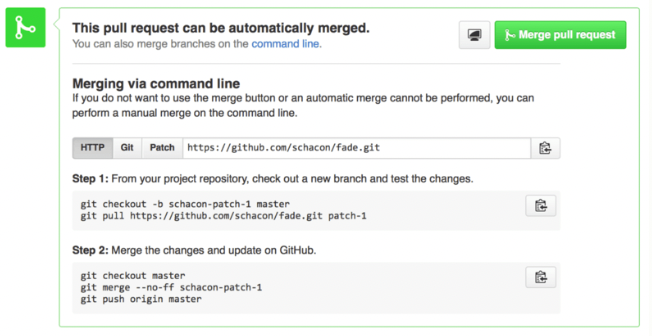 This pull request can be automatically merged.
You can also merge branches on the command line.
Merge pull request
Merging via command line
If you do not want to use the merge button or an automatic merge cannot be performed, you can
perform a manual merge on the command line.
HTTP Git Patch https://github.com/schacon/fade.git
Step 1: From your project repository, check out a new branch and test the changes.
git checkout -b schacon-patch-1 master
git pull https://github.com/schacon/fade.git patch-1
Step 2: Merge the changes and update on GitHub.
git checkout master
git merge --no-ff schacon-patch-1
git push origin master